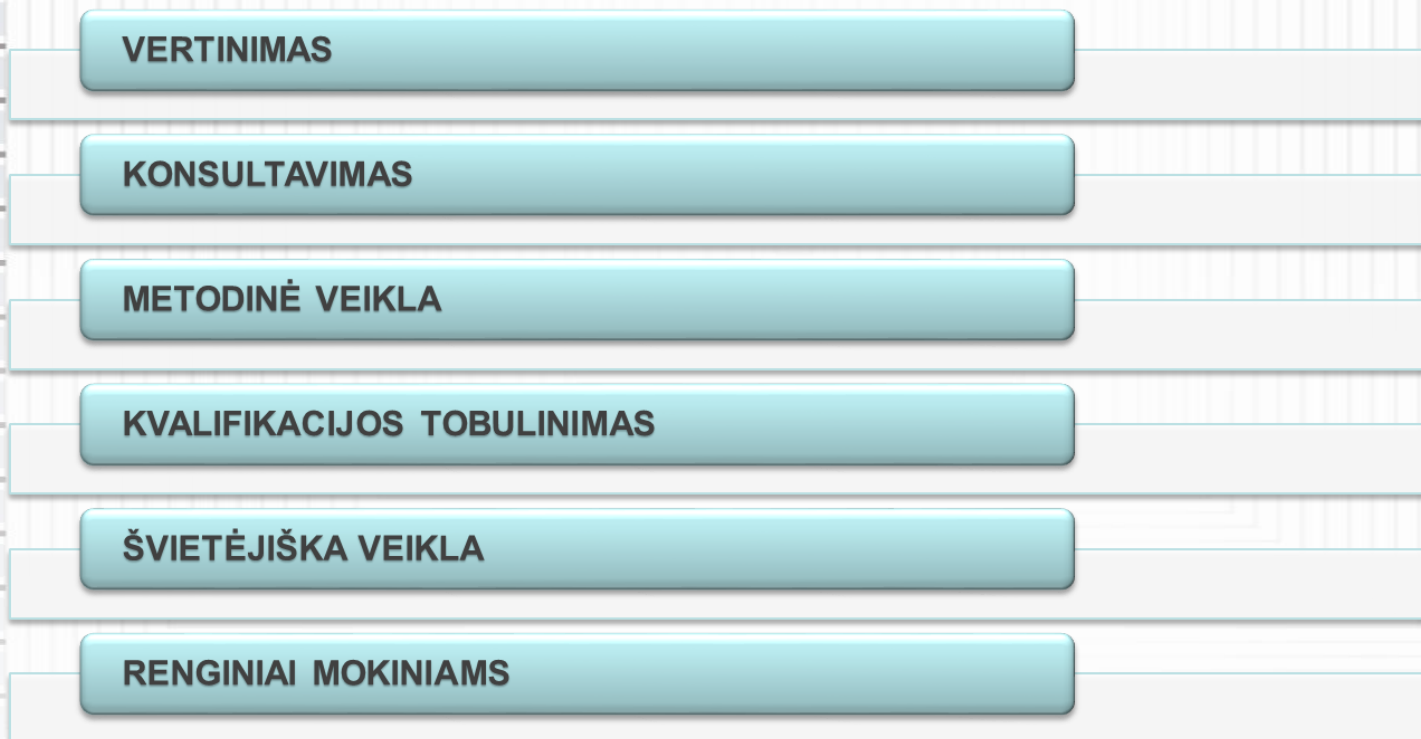 VERTINIMAS
KONSULTAVIMAS
METODINĖ VEIKLA
KVALIFIKACIJOS TOBULINIMAS
ŠVIETĖJIŠKA VEIKLA
RENGINIAI MOKINIAMS